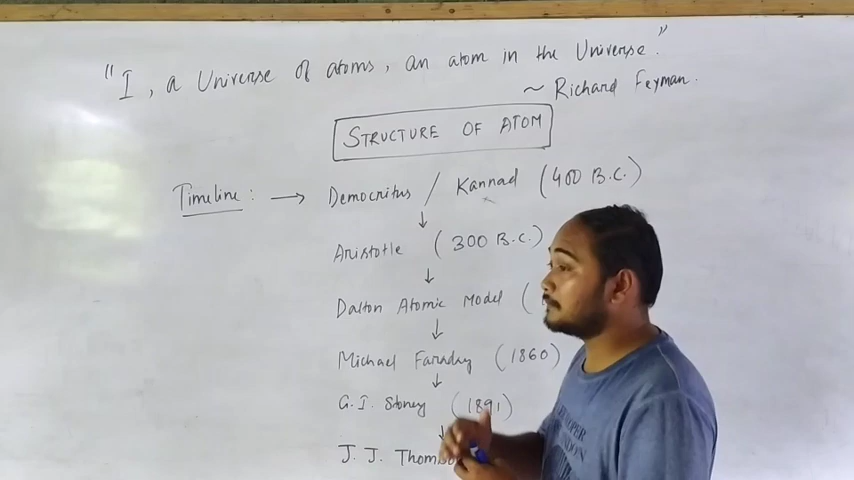 " I , a Universe of atoms , an atom in the Universe . "
~ Richard Feyman .
STRUCTURE OF ATOM
Timeline : → Democritus / Kannad ( 400 B.C. )
↓
Aristotle ( 300 B.C. )
↓
Dalton Atomic Model (
↓
Michael Faraday ( 1860 )
↓
G. I. Stoney ( 1891 )
↓
J. J. Thomso